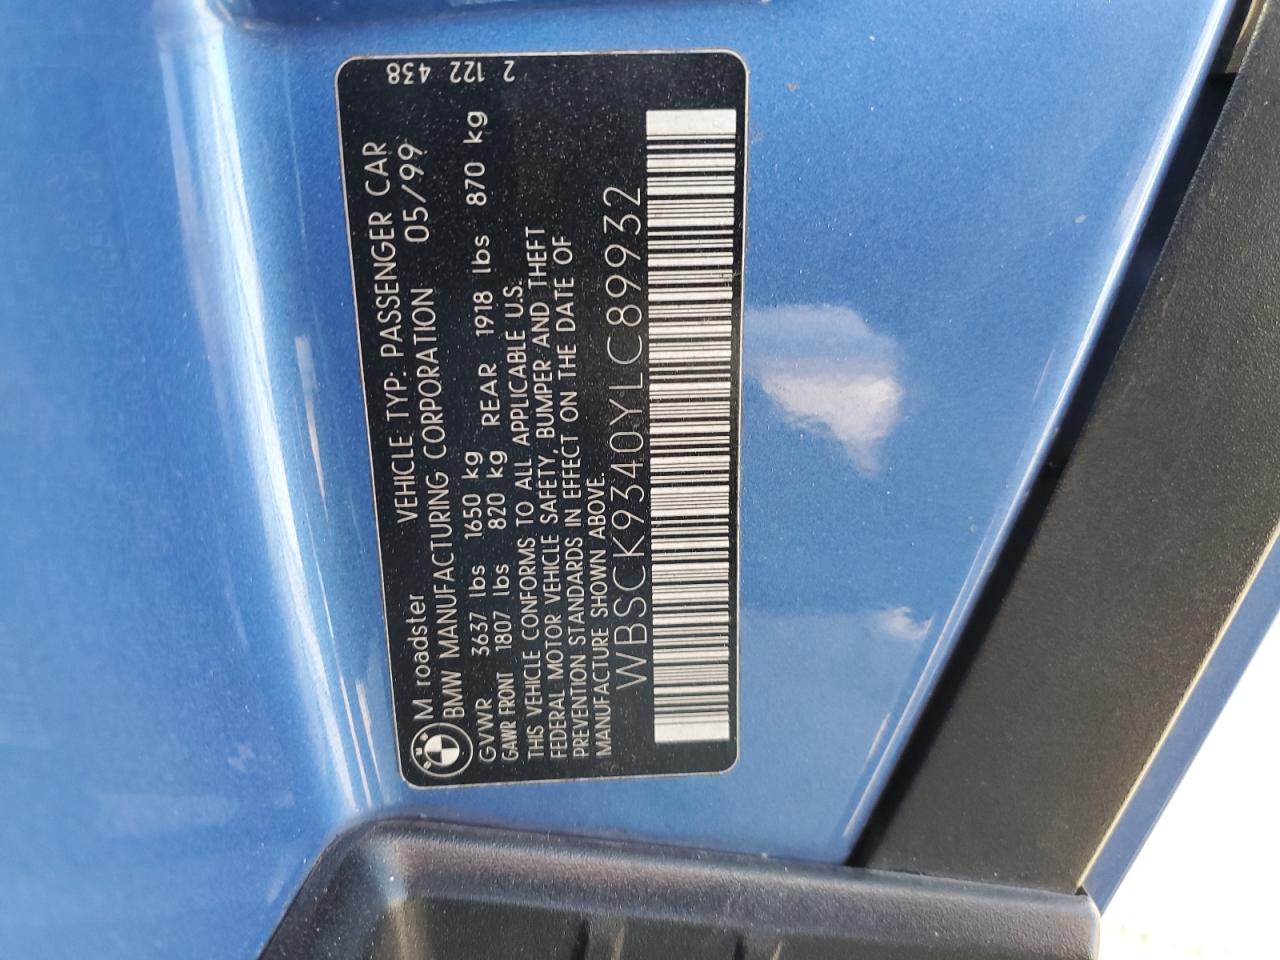 M roadster VEHICLE TYP: PASSENGER CAR
BMW MANUFACTURING CORPORATION 05/99
GVWR 3637 lbs 1650 kg
GAWR FRONT 1807 lbs 820 kg REAR 1918 lbs 870 kg
THIS VEHICLE CONFORMS TO ALL APPLICABLE U.S.
FEDERAL MOTOR VEHICLE SAFETY, BUMPER AND THEFT
PREVENTION STANDARDS IN EFFECT ON THE DATE OF
MANUFACTURE SHOWN ABOVE.
WBSCK9340YLC89932
2 122 438